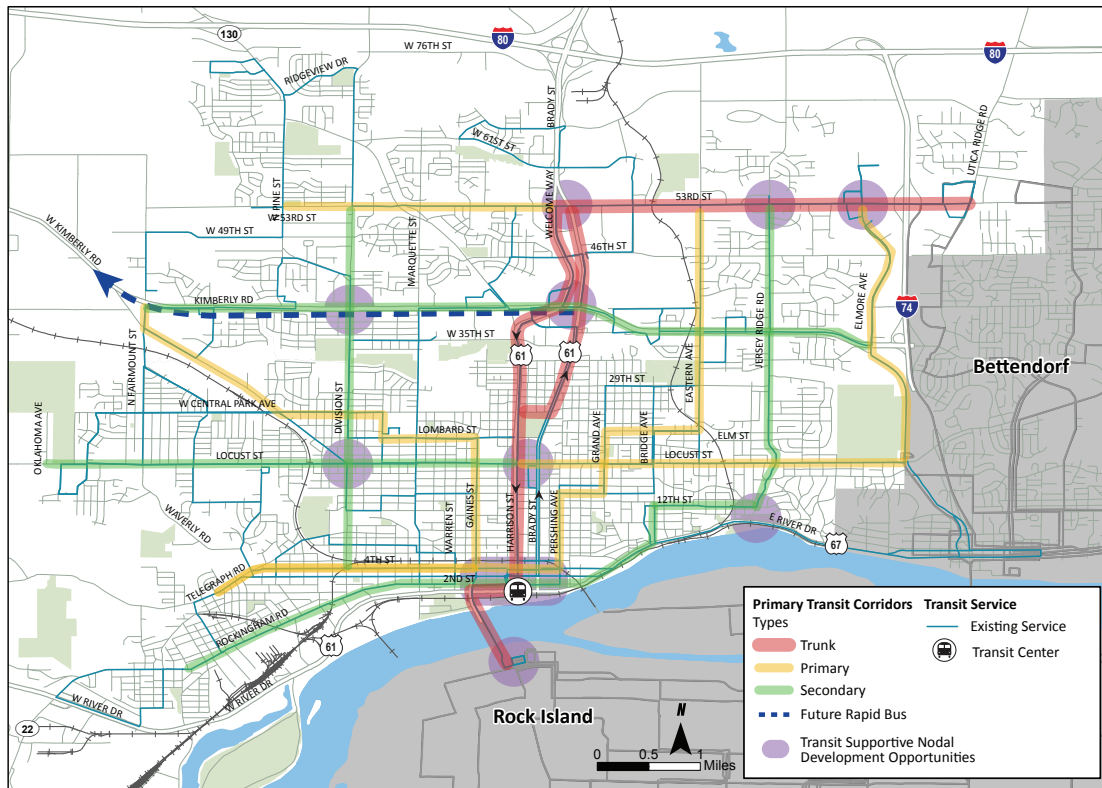 130
W 76TH ST
80
80
RIDGEVIEW DR
BRADY ST
W 61ST ST
UTICA RIDGE RD
N PINE ST
WELCOME WAY
53RD ST
W 53RD ST
W 49TH ST
MARQUETTE ST
46TH ST
W KIMBERLY RD
KIMBERLY RD
JERSEY RIDGE RD
ELMORE AVE
74
W 35TH ST
61
61
EASTERN AVE
Bettendorf
N FAIRMOUNT ST
29TH ST
W CENTRAL PARK AVE
DIVISION ST
OKLAHOMA AVE
LOMBARD ST
GRAND AVE
BRIDGE AVE
ELM ST
LOCUST ST
LOCUST ST
WAVERLY RD
WARREN ST
GAINES ST
HARRISON ST
BRADY ST
PERSHING AVE
12TH ST
E RIVER DR
67
4TH ST
TELEGRAPH RD
2ND ST
ROCKINGHAM RD
61
W RIVER DR
W RIVER DR
22
Rock Island
N
0 0.5 1
Miles
Primary Transit Corridors
Types
Trunk
Primary
Secondary
Future Rapid Bus
Transit Supportive Nodal
Development Opportunities
Transit Service
Existing Service
Transit Center